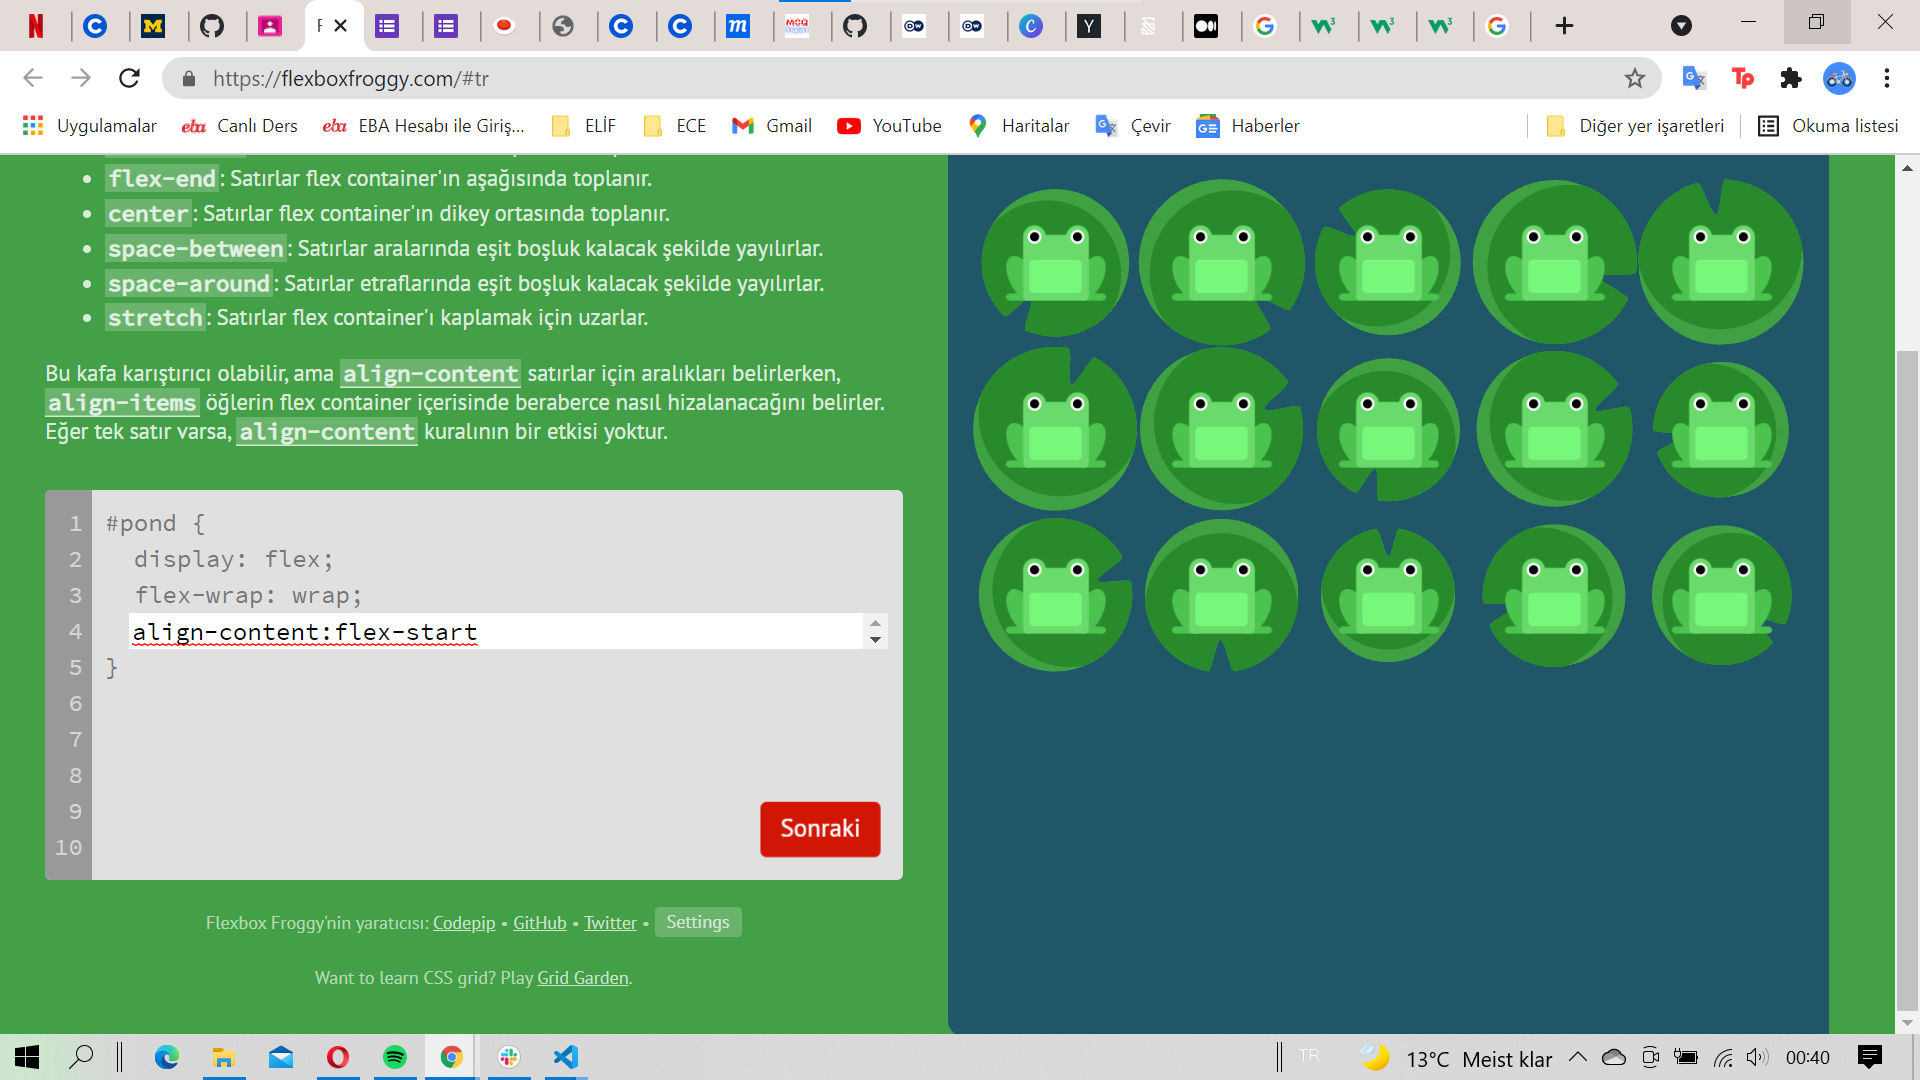 F
https://flexboxfroggy.com/#tr
Uygulamalar
Canlı Ders
EBA Hesabı ile Giriş...
ELİF
ECE
Gmail
YouTube
Haritalar
Çevir
Haberler
Diğer yer işaretleri
Okuma listesi
flex-end: Satırlar flex container'ın aşağısında toplanır.
center: Satırlar flex container'ın dikey ortasında toplanır.
space-between: Satırlar aralarında eşit boşluk kalacak şekilde yayılırlar.
space-around: Satırlar etraflarında eşit boşluk kalacak şekilde yayılırlar.
stretch: Satırlar flex container'ı kaplamak için uzarlar.
Bu kafa karıştırıcı olabilir, ama align-content satırlar için aralıkları belirlerken,
align-items öğlerin flex container içerisinde beraberce nasıl hizalanacağını belirler.
Eğer tek satır varsa, align-content kuralının bir etkisi yoktur.
1 #pond {
2 display: flex;
3 flex-wrap: wrap;
4 align-content:flex-start
5 }
6
7
8
9
10
Sonraki
Flexbox Froggy'nin yaratıcısı: Codepip • GitHub • Twitter • Settings
Want to learn CSS grid? Play Grid Garden.
TR
13°C Meist klar
00:40